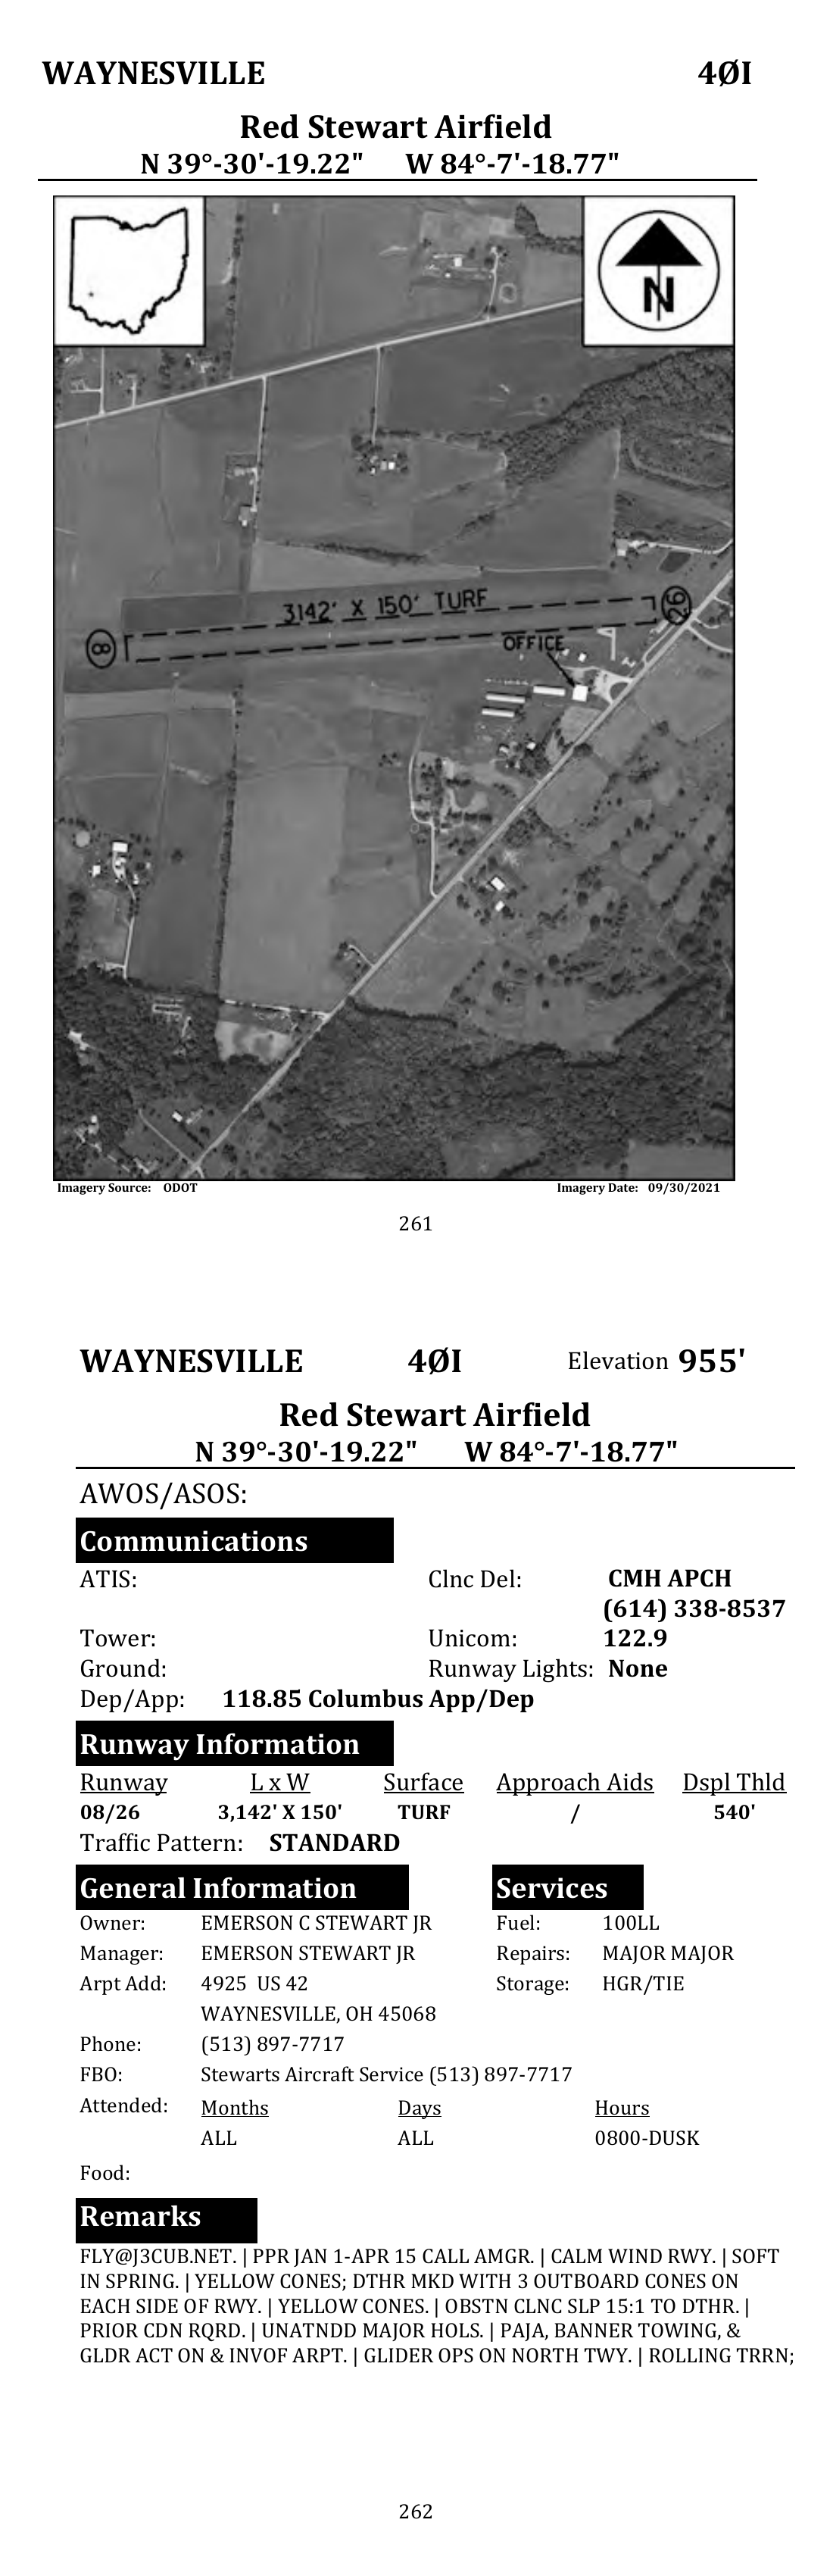 WAYNESVILLE 4ØI
Red Stewart Airfield
N 39°-30'-19.22" W 84°-7'-18.77"
N
3142' X 150' TURF
8
26
OFFICE
Imagery Source: ODOT Imagery Date: 09/30/2021
261
WAYNESVILLE 4ØI Elevation 955'
Red Stewart Airfield
N 39°-30'-19.22" W 84°-7'-18.77"
AWOS/ASOS:
Communications
ATIS: Clnc Del: CMH APCH
(614) 338-8537
Tower: Unicom: 122.9
Ground: Runway Lights: None
Dep/App: 118.85 Columbus App/Dep
Runway Information
Runway L x W Surface Approach Aids Dspl Thld
08/26 3,142' X 150' TURF / 540'
Traffic Pattern: STANDARD
General Information Services
Owner: EMERSON C STEWART JR Fuel: 100LL
Manager: EMERSON STEWART JR Repairs: MAJOR MAJOR
Arpt Add: 4925 US 42 Storage: HGR/TIE
WAYNESVILLE, OH 45068
Phone: (513) 897-7717
FBO: Stewarts Aircraft Service (513) 897-7717
Attended: Months Days Hours
ALL ALL 0800-DUSK
Food:
Remarks
FLY@J3CUB.NET. | PPR JAN 1-APR 15 CALL AMGR. | CALM WIND RWY. | SOFT
IN SPRING. | YELLOW CONES; DTHR MKD WITH 3 OUTBOARD CONES ON
EACH SIDE OF RWY. | YELLOW CONES. | OBSTN CLNC SLP 15:1 TO DTHR. |
PRIOR CDN RQRD. | UNATNDD MAJOR HOLS. | PAJA, BANNER TOWING, &
GLDR ACT ON & INVOF ARPT. | GLIDER OPS ON NORTH TWY. | ROLLING TRRN;
262